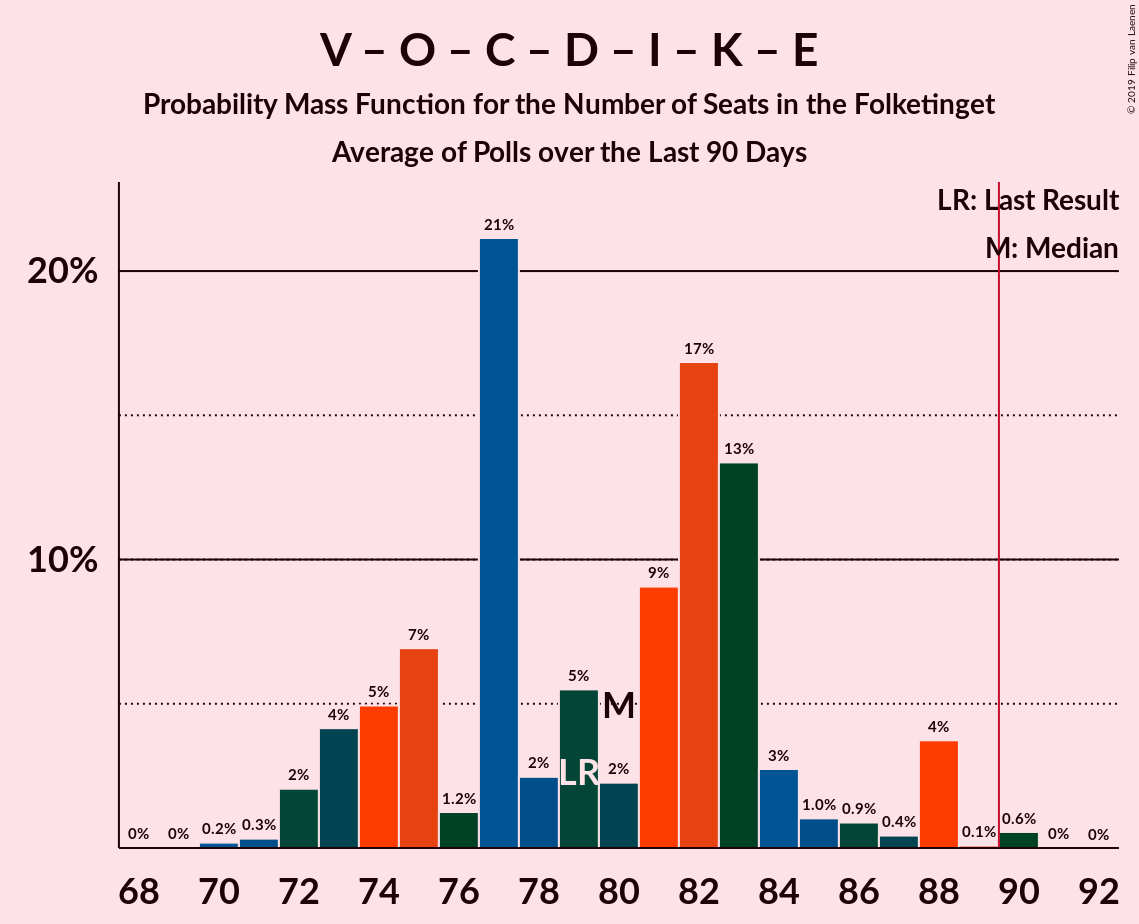 V – O – C – D – I – K – E
Probability Mass Function for the Number of Seats in the Folketinget
Average of Polls over the Last 90 Days
© 2019 Filip van Laenen
LR: Last Result
M: Median
20%
10%
0% 0% 0.2% 0.3% 2% 4% 5% 7% 1.2% 21% 2% 5% 2% 9% 17% 13% 3% 1.0% 0.9% 0.4% 4% 0.1% 0.6% 0% 0%
M
LR
68 70 72 74 76 78 80 82 84 86 88 90 92